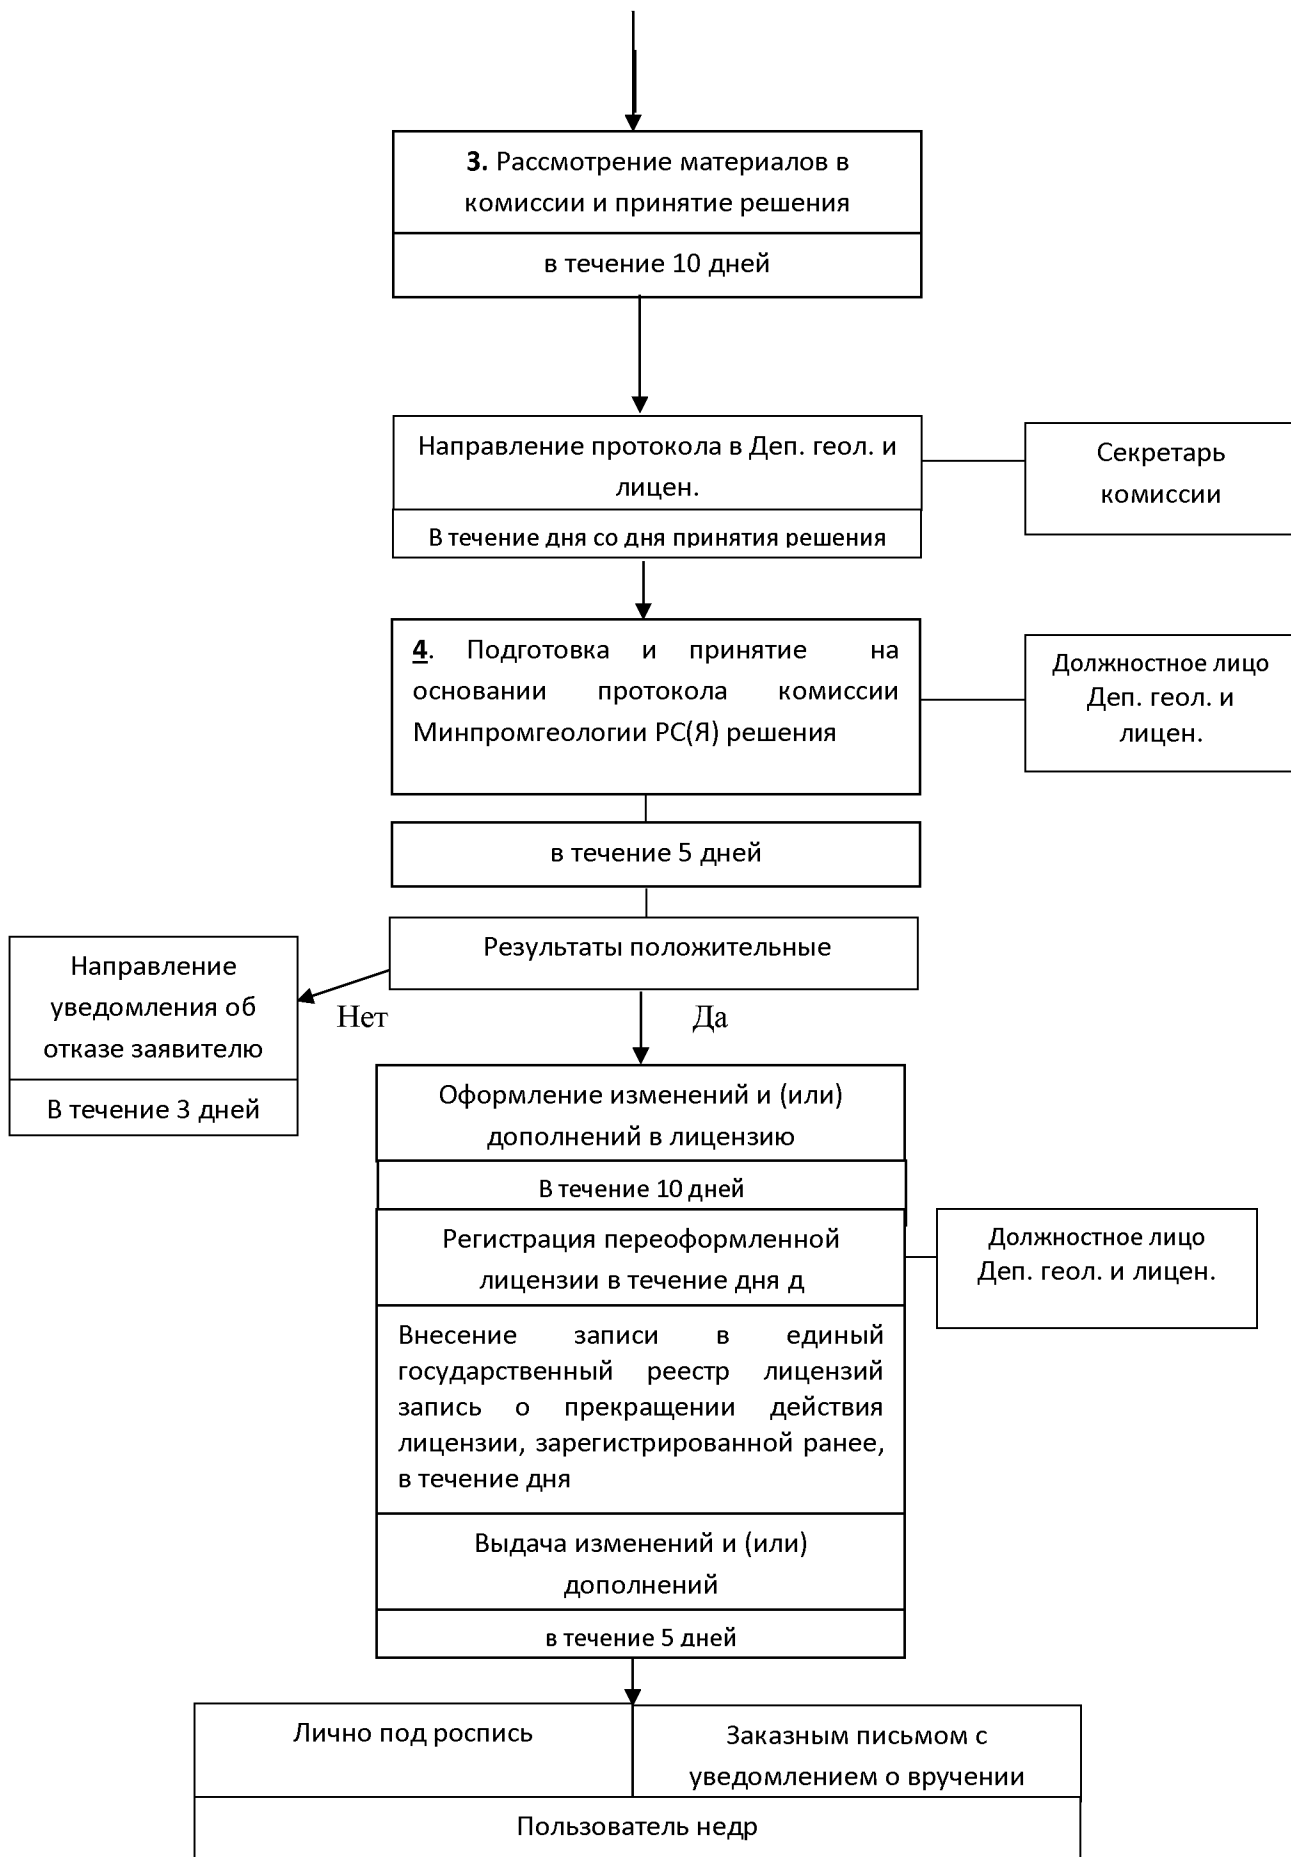 3. Рассмотрение материалов в
комиссии и принятие решения
в течение 10 дней
Направление протокола в Деп. геол. и
лицен.
В течение дня со дня принятия решения
Секретарь
комиссии
4. Подготовка и принятие на
основании протокола комиссии
Минпромгеологии РС(Я) решения
Должностное лицо
Деп. геол. и
лицен.
в течение 5 дней
Результаты положительные
Направление
уведомления об
отказе заявителю
В течение 3 дней
Нет
Да
Оформление изменений и (или)
дополнений в лицензию
В течение 10 дней
Регистрация переоформленной
лицензии в течение дня д
Должностное лицо
Деп. геол. и лицен.
Внесение записи в единый
государственный реестр лицензий
запись о прекращении действия
лицензии, зарегистрированной ранее,
в течение дня
Выдача изменений и (или)
дополнений
в течение 5 дней
Лично под роспись
Заказным письмом с
уведомлением о вручении
Пользователь недр